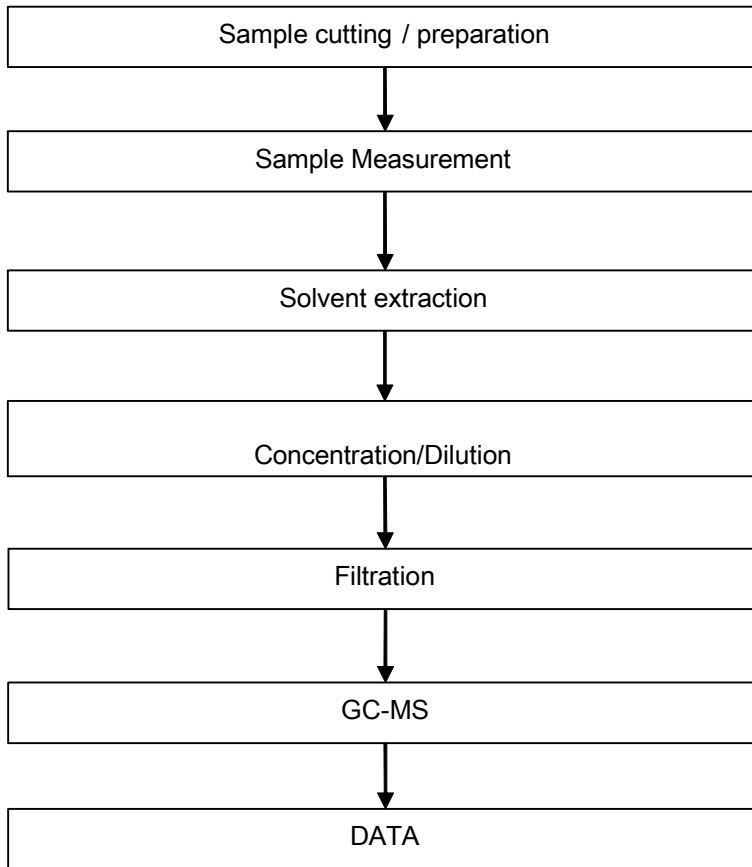 Sample cutting / preparation
Sample Measurement
Solvent extraction
Concentration/Dilution
Filtration
GC-MS
DATA